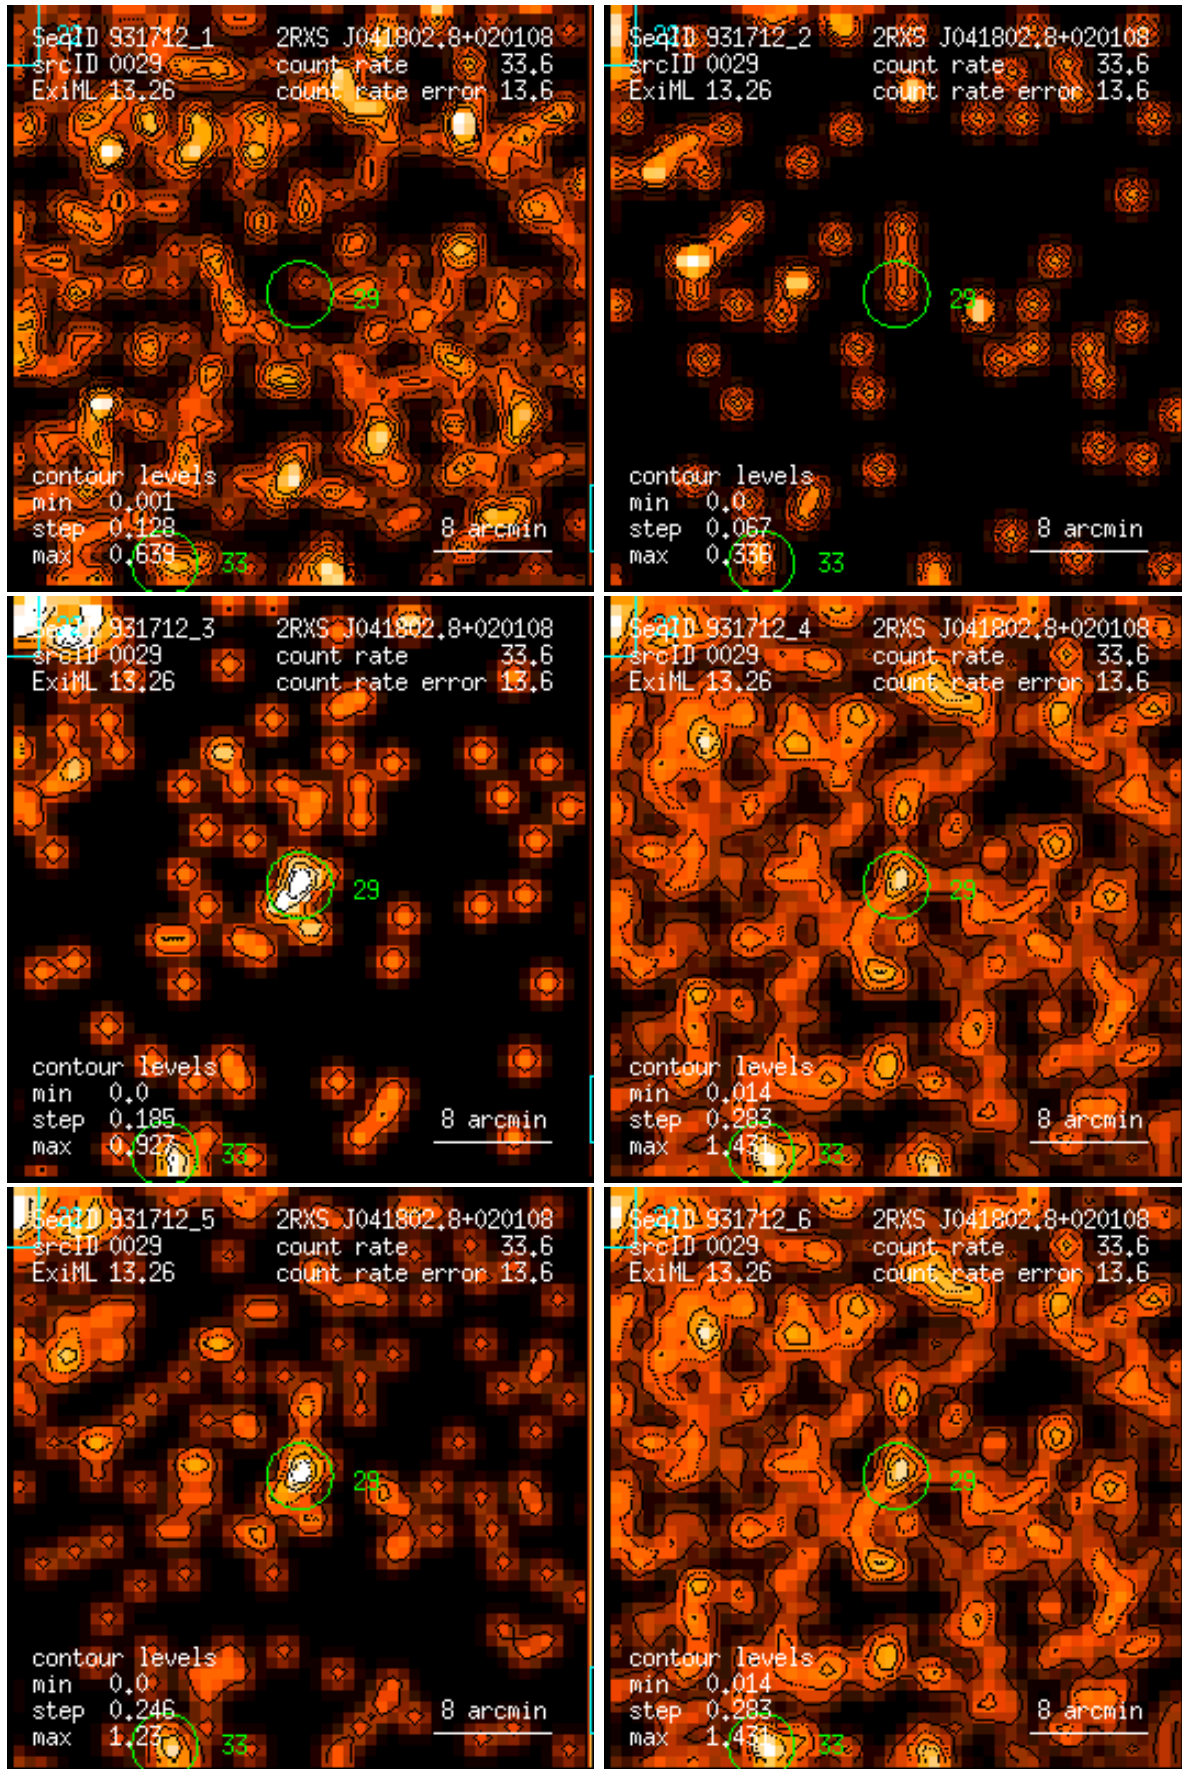 SeqID 931712_1 2RXS J041802.8+020108
srcID 0029 count rate 33.6
ExiML 13.26 count rate error 13.6
29
contour levels
min 0.001
step 0.128
max 0.639
8 arcmin
33
SeqID 931712_2 2RXS J041802.8+020108
srcID 0029 count rate 33.6
ExiML 13.26 count rate error 13.6
29
contour levels
min 0.0
step 0.067
max 0.336
8 arcmin
33
SeqID 931712_3 2RXS J041802.8+020108
srcID 0029 count rate 33.6
ExiML 13.26 count rate error 13.6
29
contour levels
min 0.0
step 0.185
max 0.927
8 arcmin
33
SeqID 931712_4 2RXS J041802.8+020108
srcID 0029 count rate 33.6
ExiML 13.26 count rate error 13.6
29
contour levels
min 0.014
step 0.283
max 1.431
8 arcmin
33
SeqID 931712_5 2RXS J041802.8+020108
srcID 0029 count rate 33.6
ExiML 13.26 count rate error 13.6
29
contour levels
min 0.0
step 0.246
max 1.23
8 arcmin
33
SeqID 931712_6 2RXS J041802.8+020108
srcID 0029 count rate 33.6
ExiML 13.26 count rate error 13.6
29
contour levels
min 0.014
step 0.283
max 1.431
8 arcmin
33